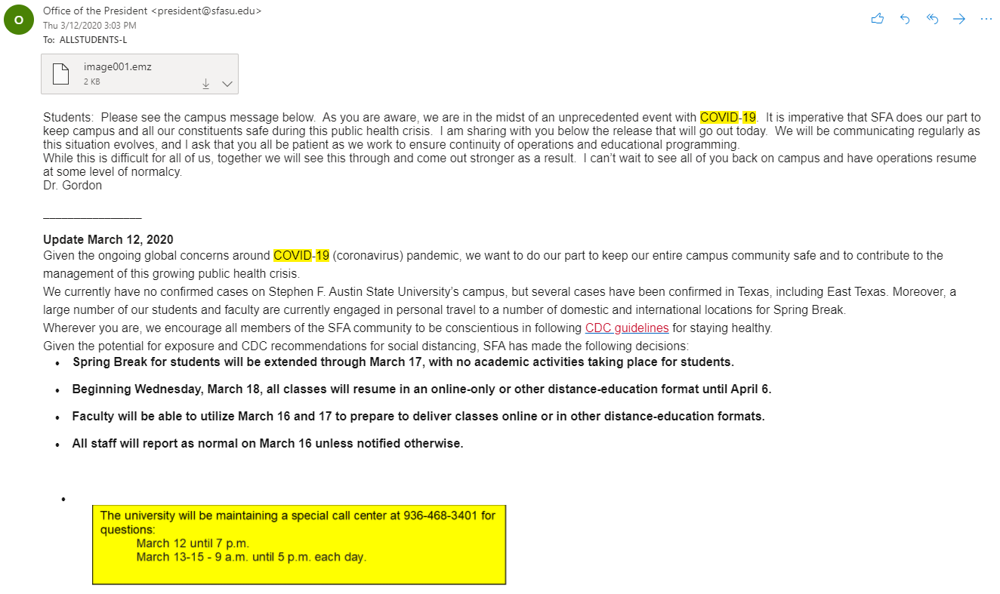 O
Office of the President <president@sfasu.edu>
Thu 3/12/2020 3:03 PM
To: ALLSTUDENTS-L
image001.emz
2 KB
Students:  Please see the campus message below.  As you are aware, we are in the midst of an unprecedented event with COVID-19.  It is imperative that SFA does our part to
keep campus and all our constituents safe during this public health crisis.  I am sharing with you below the release that will go out today.  We will be communicating regularly as
this situation evolves, and I ask that you all be patient as we work to ensure continuity of operations and educational programming.
While this is difficult for all of us, together we will see this through and come out stronger as a result.  I can’t wait to see all of you back on campus and have operations resume
at some level of normalcy.
Dr. Gordon
________________
Update March 12, 2020
Given the ongoing global concerns around COVID-19 (coronavirus) pandemic, we want to do our part to keep our entire campus community safe and to contribute to the
management of this growing public health crisis.
We currently have no confirmed cases on Stephen F. Austin State University’s campus, but several cases have been confirmed in Texas, including East Texas. Moreover, a
large number of our students and faculty are currently engaged in personal travel to a number of domestic and international locations for Spring Break.
Wherever you are, we encourage all members of the SFA community to be conscientious in following CDC guidelines for staying healthy.
Given the potential for exposure and CDC recommendations for social distancing, SFA has made the following decisions:
• Spring Break for students will be extended through March 17, with no academic activities taking place for students.
• Beginning Wednesday, March 18, all classes will resume in an online-only or other distance-education format until April 6.
• Faculty will be able to utilize March 16 and 17 to prepare to deliver classes online or in other distance-education formats.
• All staff will report as normal on March 16 unless notified otherwise.
•
The university will be maintaining a special call center at 936-468-3401 for
questions:
March 12 until 7 p.m.
March 13-15 - 9 a.m. until 5 p.m. each day.